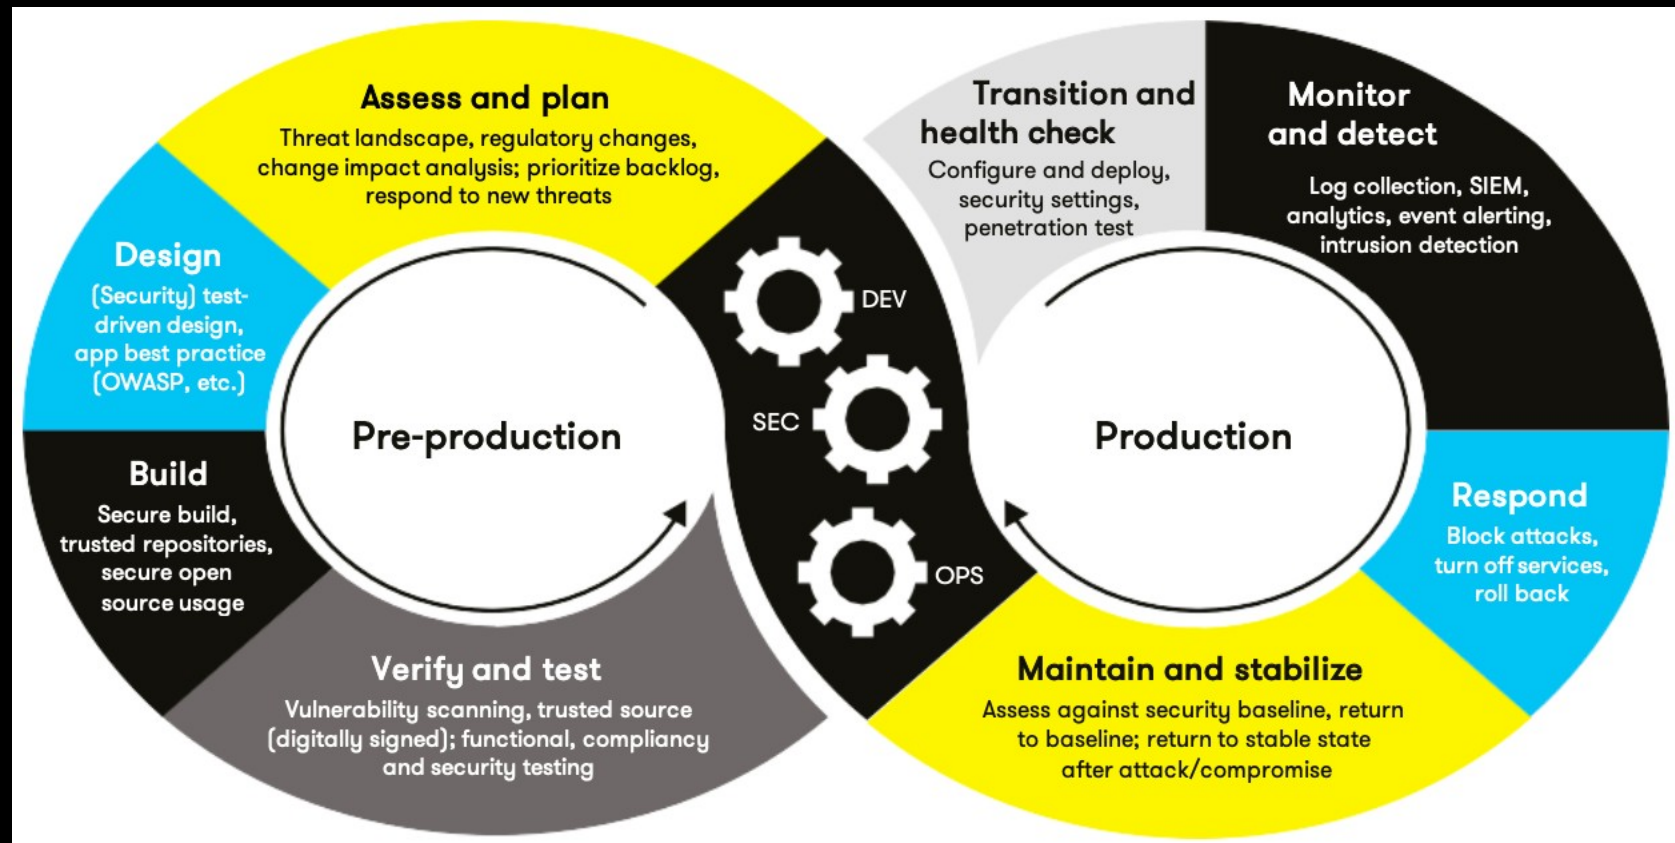 Assess and plan
Threat landscape, regulatory changes,
change impact analysis; prioritize backlog,
respond to new threats
Design
(Security) test-
driven design,
app best practice
(OWASP, etc.)
Build
Secure build,
trusted repositories,
secure open
source usage
Verify and test
Vulnerability scanning, trusted source
(digitally signed); functional, compliancy
and security testing
Pre-production
DEV
SEC
OPS
Transition and
health check
Configure and deploy,
security settings,
penetration test
Monitor
and detect
Log collection, SIEM,
analytics, event alerting,
intrusion detection
Respond
Block attacks,
turn off services,
roll back
Maintain and stabilize
Assess against security baseline, return
to baseline; return to stable state
after attack/compromise
Production